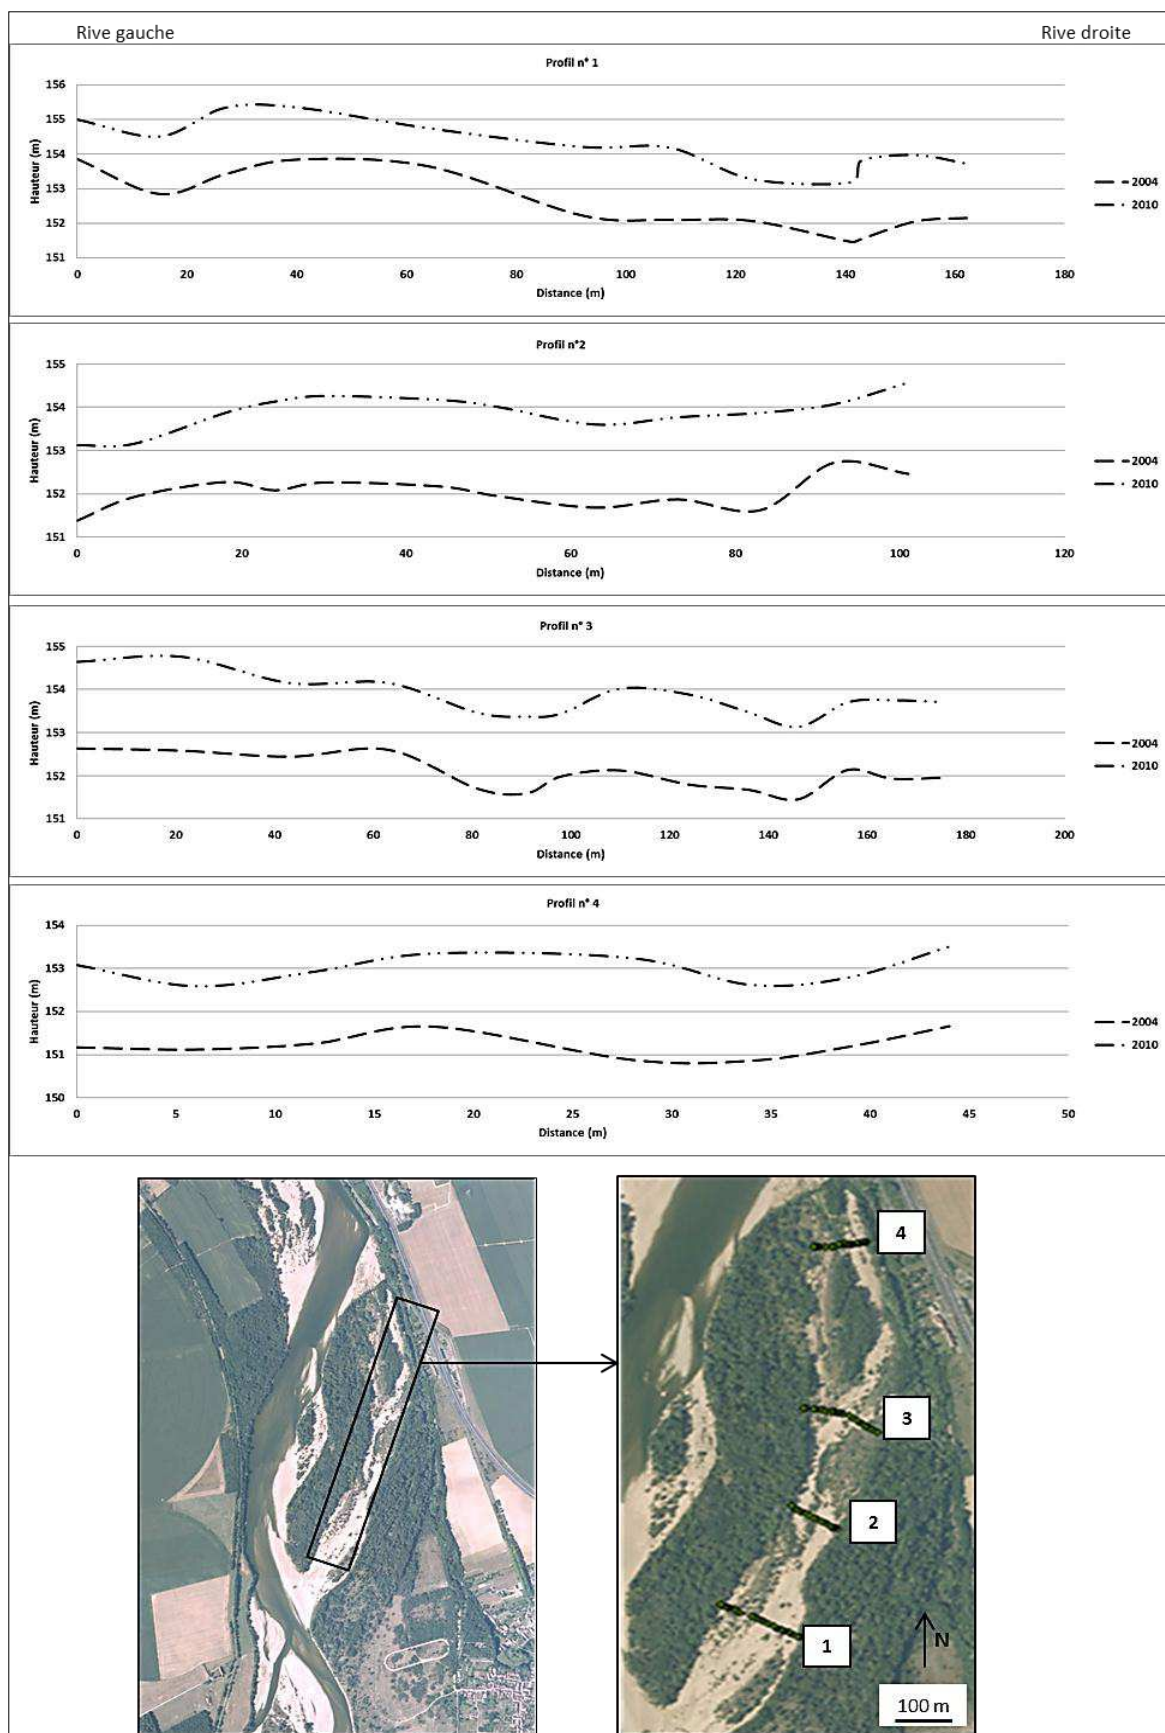 Rive gauche Rive droite
Profil n° 1
156
155
154
153
152
151
Hauteur (m)
0 20 40 60 80 100 120 140 160 180
Distance (m)
2004
2010
Profil n°2
155
154
153
152
151
Hauteur (m)
0 20 40 60 80 100 120
Distance (m)
2004
2010
Profil n° 3
155
154
153
152
151
Hauteur (m)
0 20 40 60 80 100 120 140 160 180 200
Distance (m)
2004
2010
Profil n° 4
154
153
152
151
150
Hauteur (m)
0 5 10 15 20 25 30 35 40 45 50
Distance (m)
2004
2010
4
3
2
1
N
100 m